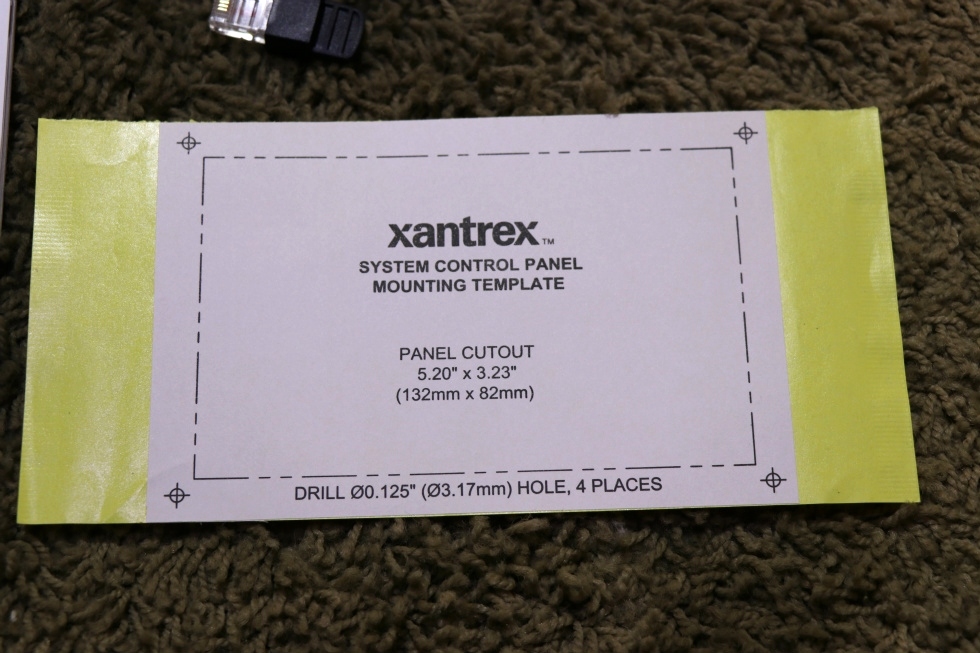 xantrex™
SYSTEM CONTROL PANEL
MOUNTING TEMPLATE
PANEL CUTOUT
5.20" x 3.23"
(132mm x 82mm)
DRILL Ø0.125" (Ø3.17mm) HOLE, 4 PLACES